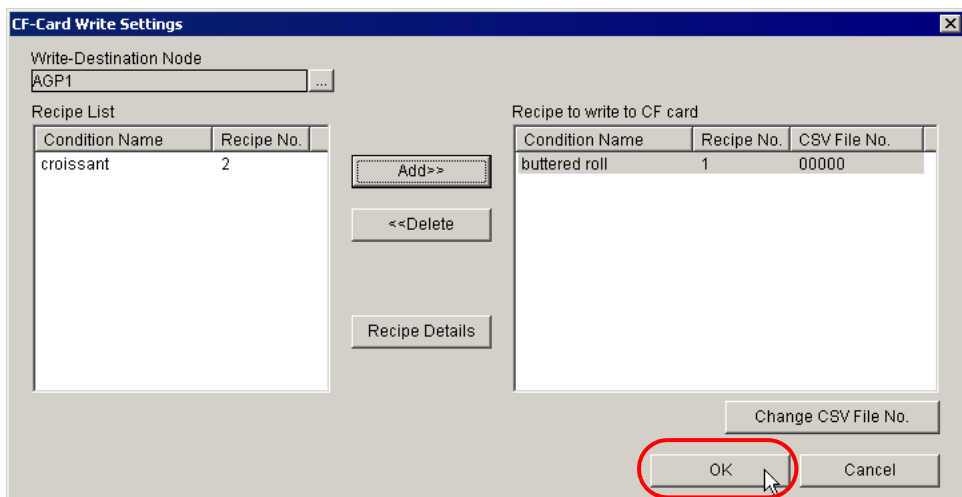 CF-Card Write Settings
Write-Destination Node
AGP1
...
Recipe List
Condition Name Recipe No.
croissant 2
Add>>
<<Delete
Recipe Details
Recipe to write to CF card
Condition Name Recipe No. CSV File No.
buttered roll 1 00000
Change CSV File No.
OK Cancel